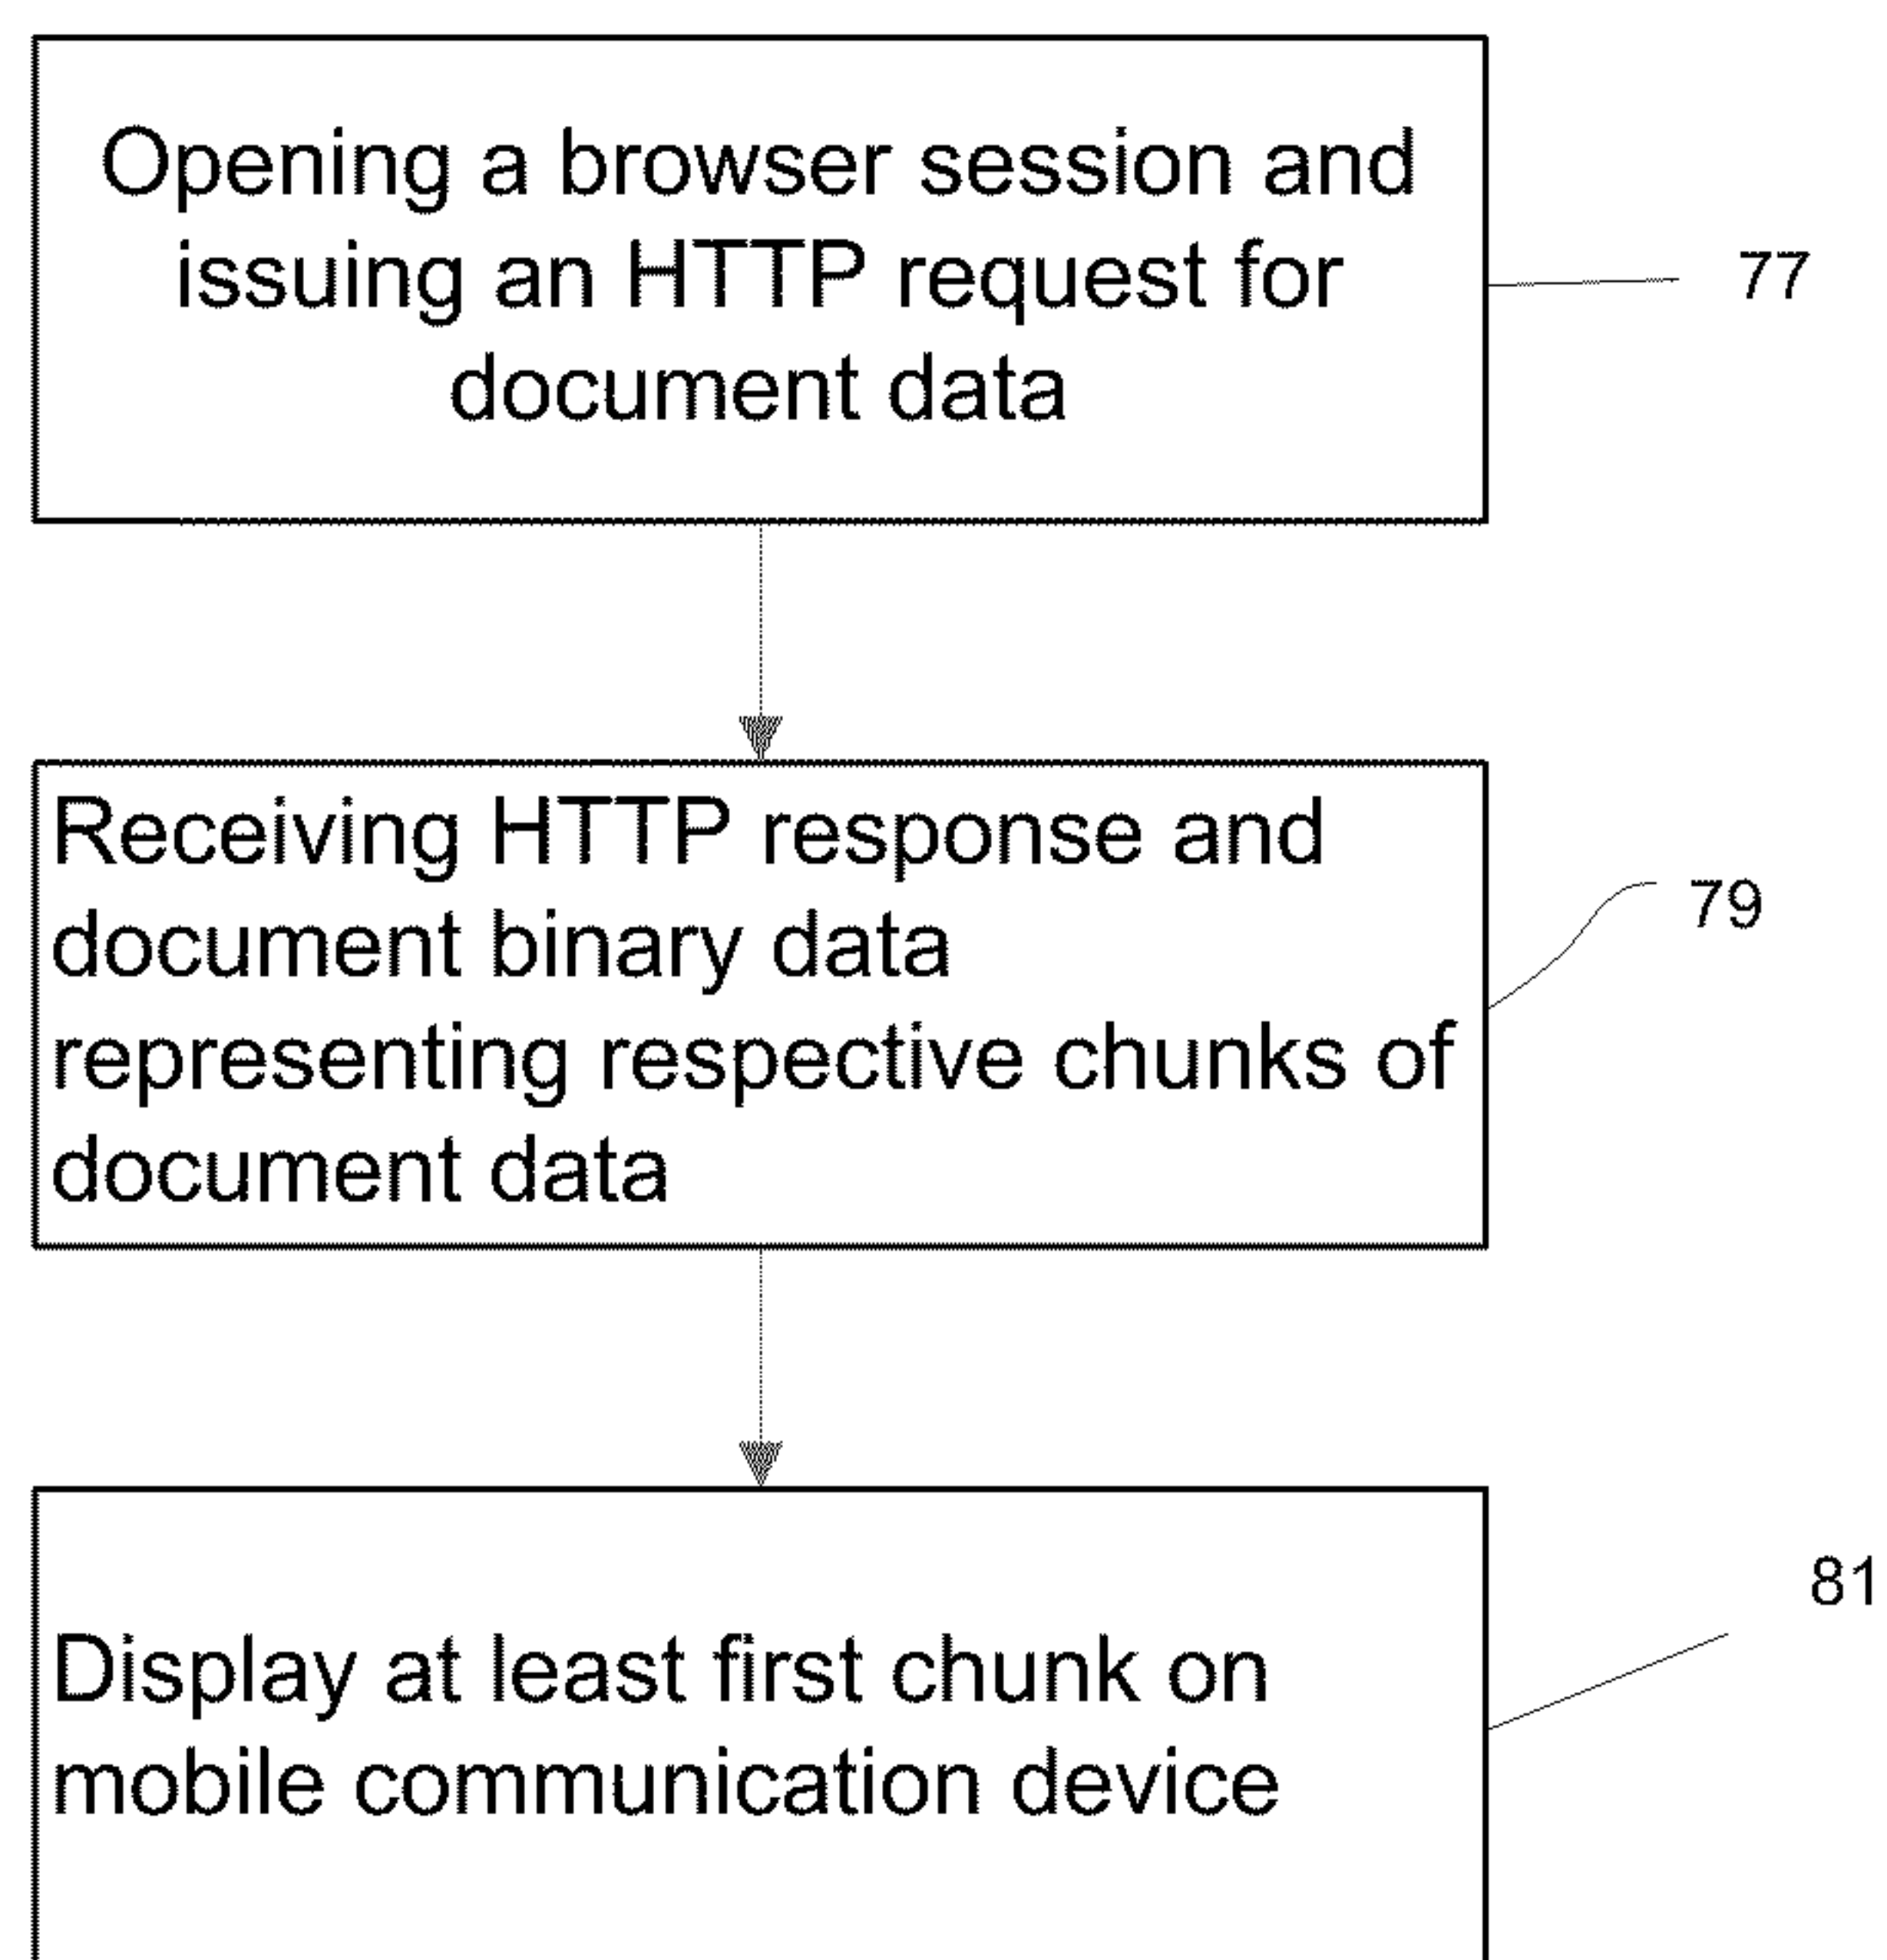 Opening a browser session and
issuing an HTTP request for
document data
77
Receiving HTTP response and
document binary data
representing respective chunks of
document data
79
Display at least first chunk on
mobile communication device
81